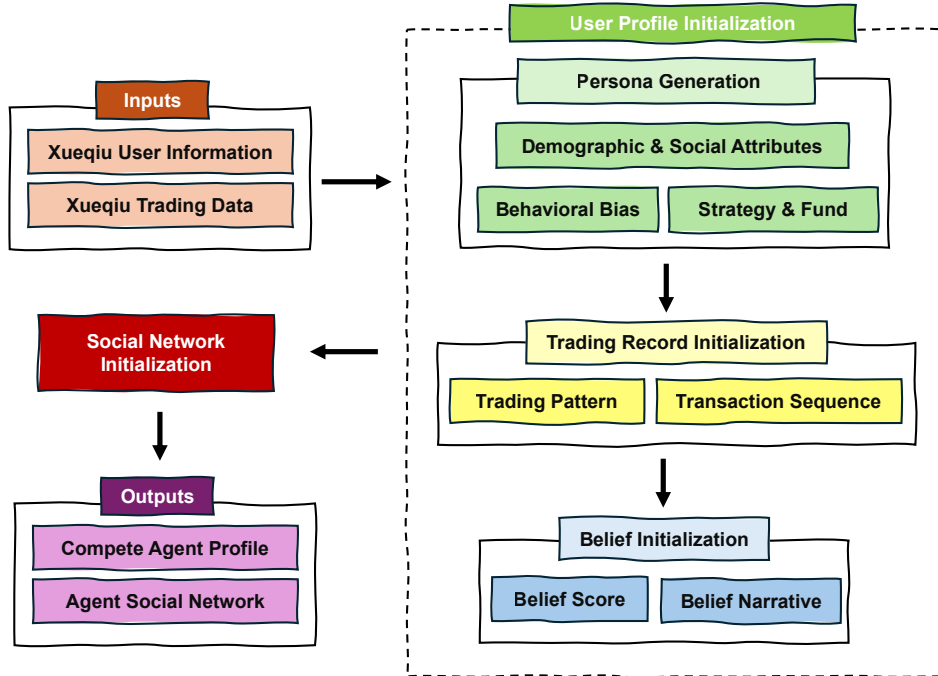 Inputs
Xueqiu User Information
Xueqiu Trading Data
User Profile Initialization
Persona Generation
Demographic & Social Attributes
Behavioral Bias
Strategy & Fund
Trading Record Initialization
Trading Pattern
Transaction Sequence
Belief Initialization
Belief Score
Belief Narrative
Social Network
Initialization
Outputs
Compete Agent Profile
Agent Social Network